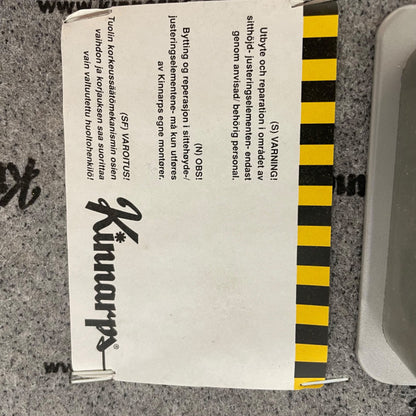 (S) VARNING!
Utbyte och reparation i området av
sitthöjd- justeringselementen- endast
genom anvisad/ behörig personal.
(N) OBS!
Bytting og reperasjon i sittehøyde-/
justeringselementene- må kun utføres
av Kinnarps egne montører.
(SF) VAROITUS!
Tuolin korkeussäätömekanismin osien
vaihdon ja korjauksen saa suorittaa
vain valtuutettu huoltohenkilö!
Kinnarps®